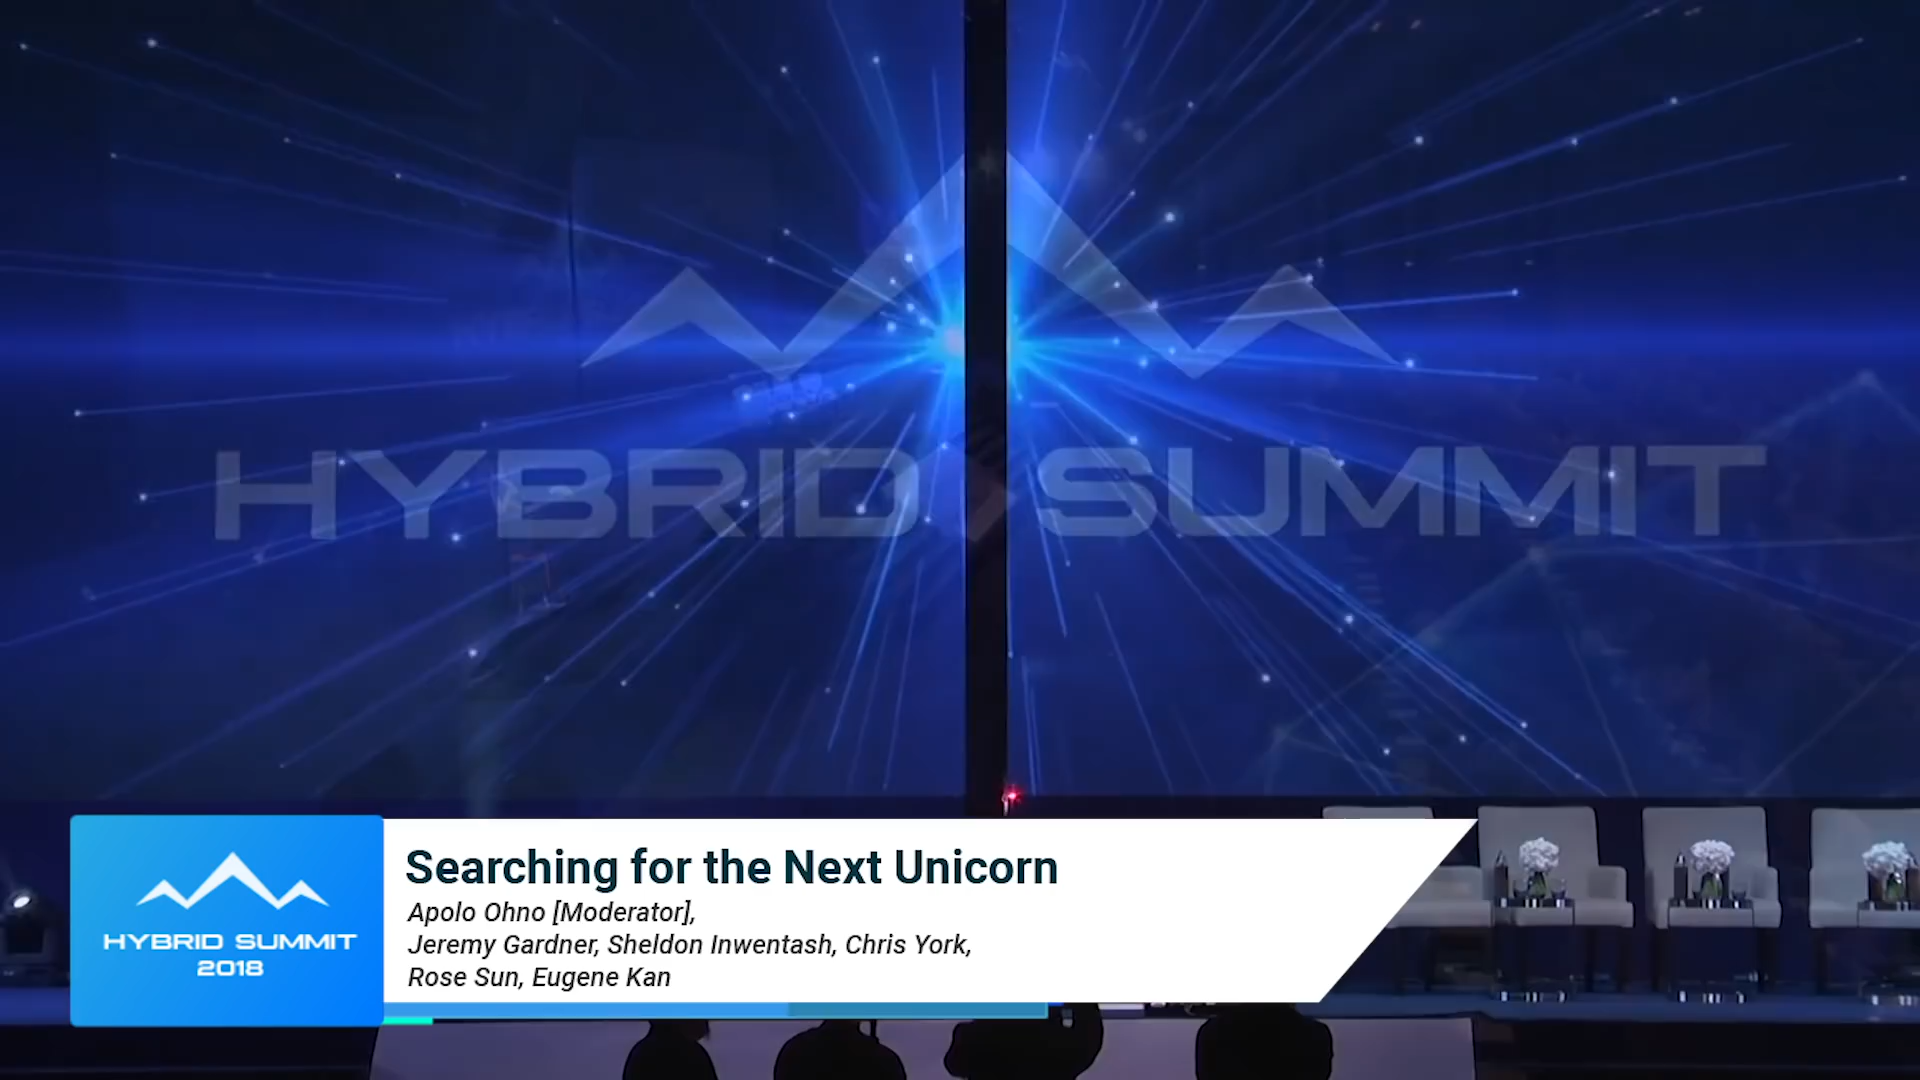 HYBRID SUMMIT
Searching for the Next Unicorn
Apolo Ohno [Moderator],
Jeremy Gardner, Sheldon Inwentash, Chris York,
Rose Sun, Eugene Kan
HYBRID SUMMIT
2018